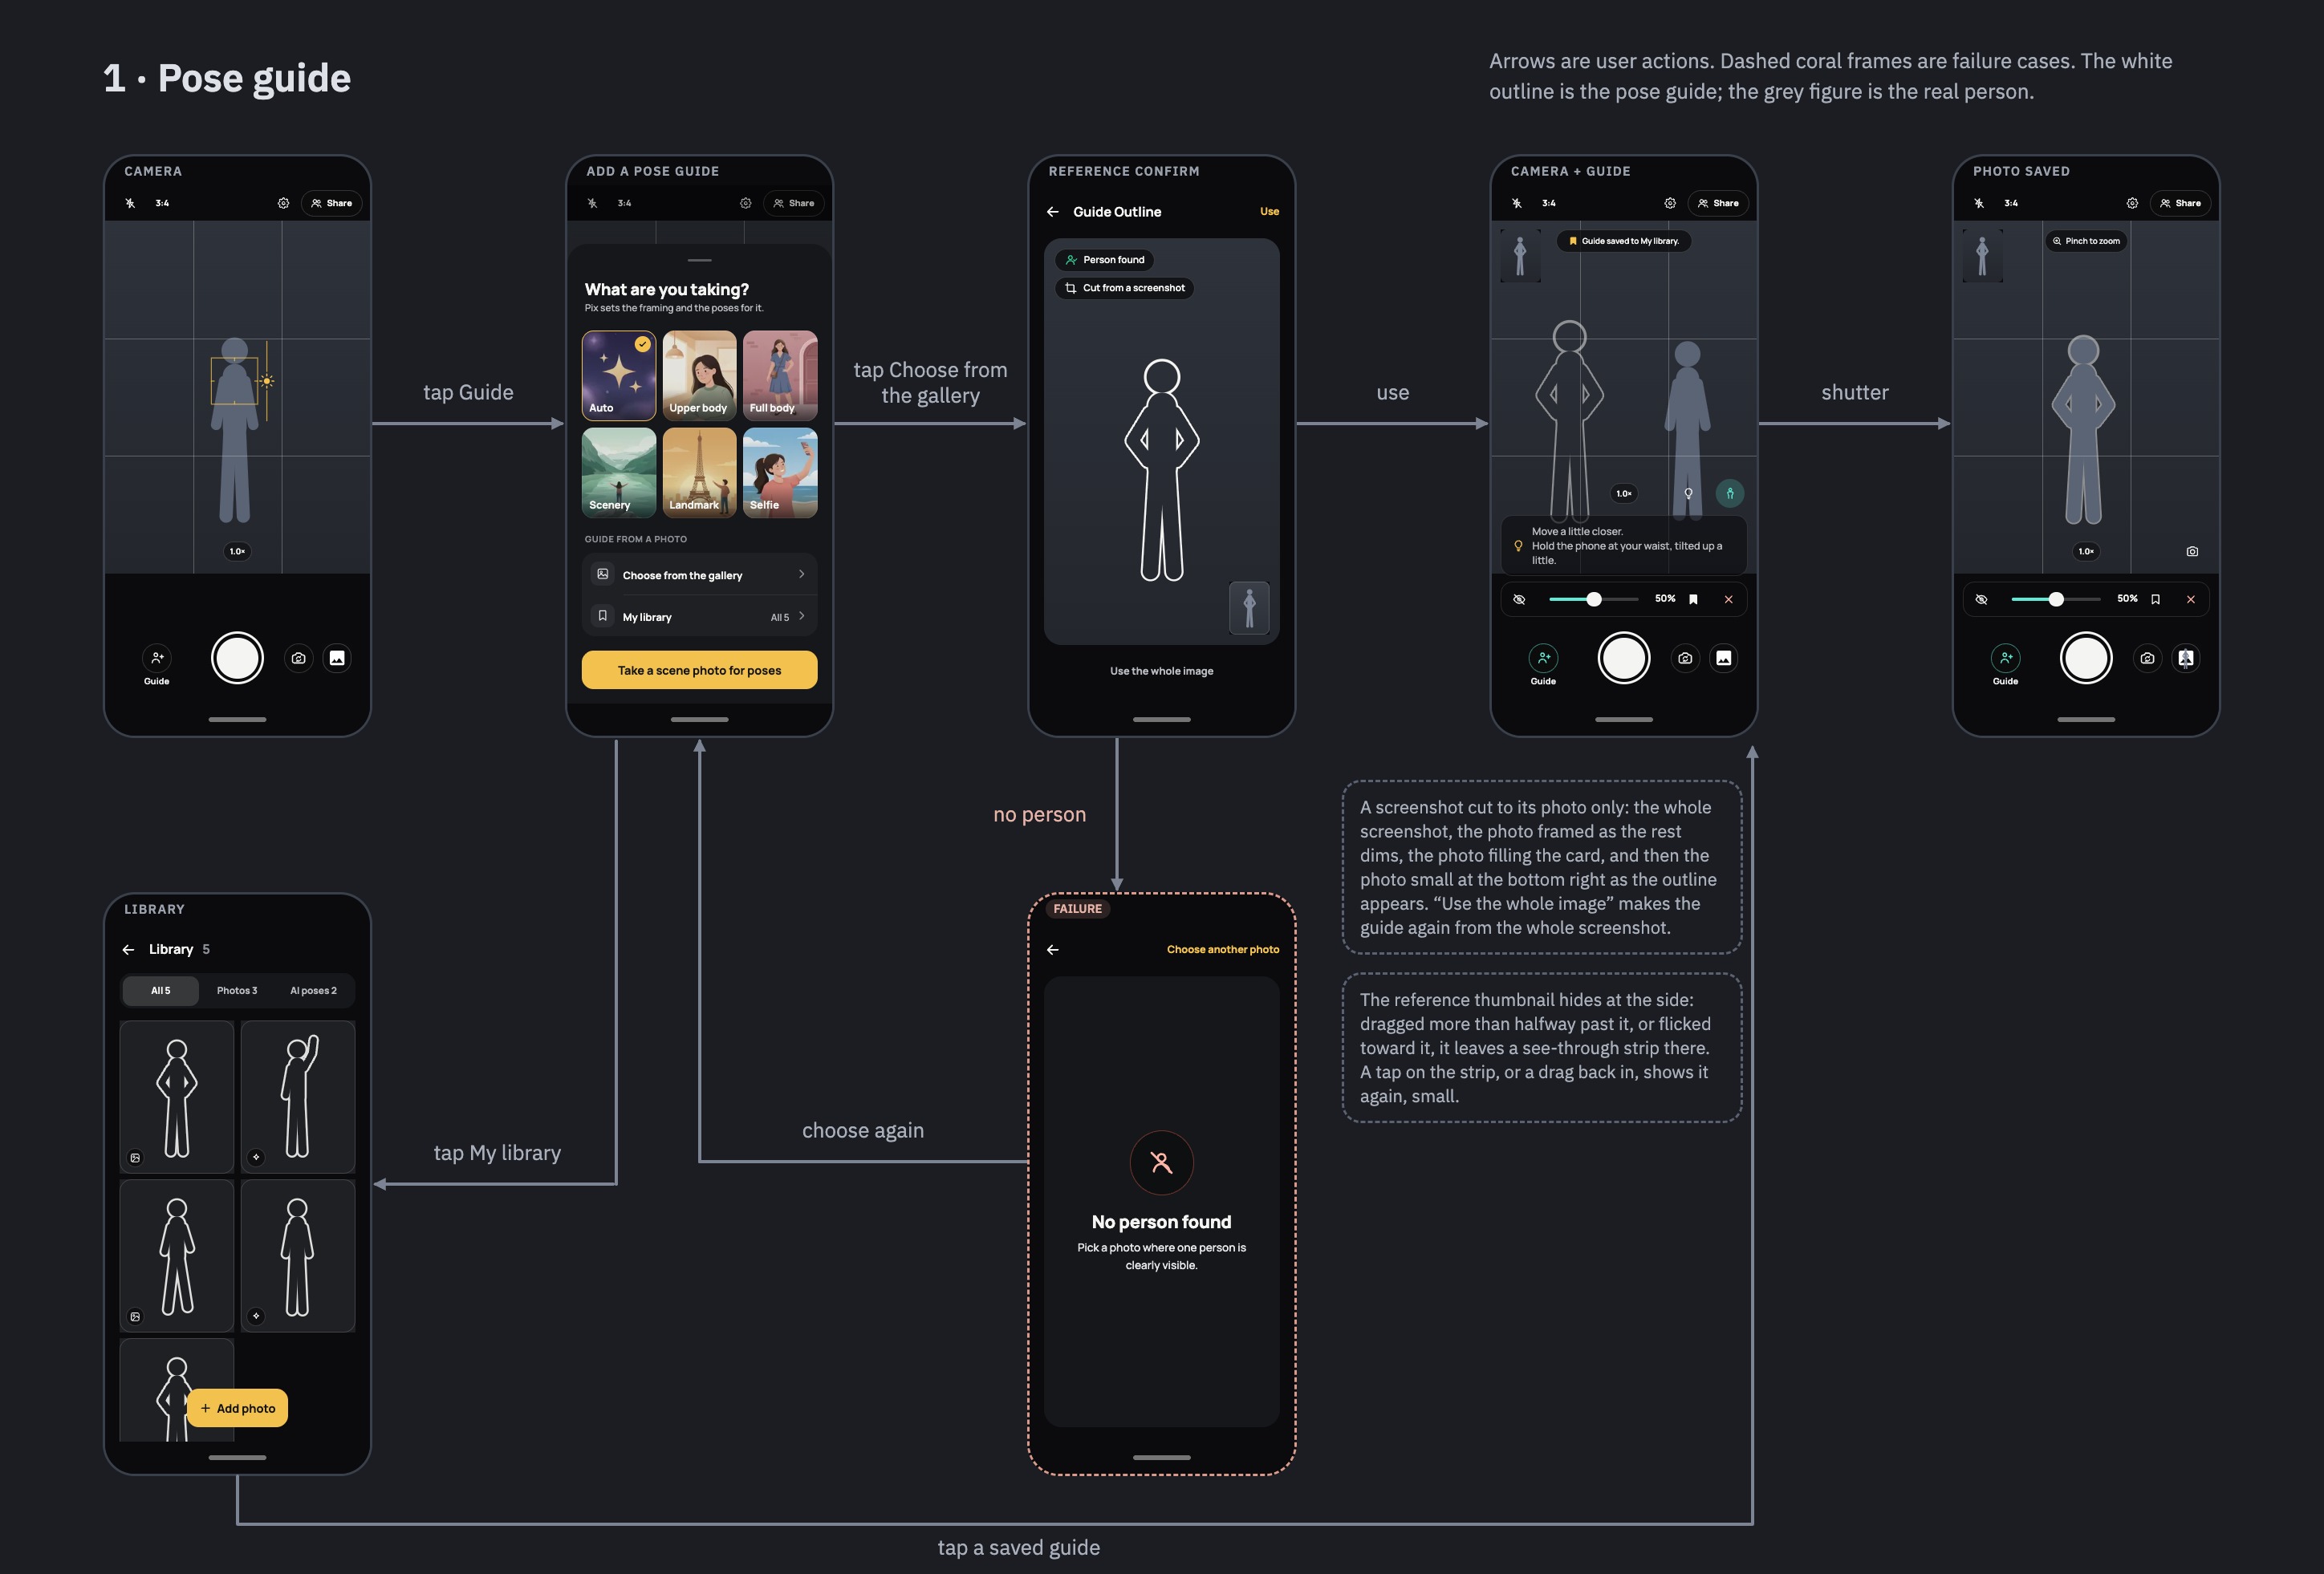 1 · Pose guide
Arrows are user actions. Dashed coral frames are failure cases. The white
outline is the pose guide; the grey figure is the real person.
CAMERA
3:4
Share
1.0×
Guide
tap Guide
ADD A POSE GUIDE
3:4
Share
What are you taking?
Pix sets the framing and the poses for it.
Auto
Upper body
Full body
Scenery
Landmark
Selfie
GUIDE FROM A PHOTO
Choose from the gallery
My library
All 5
Take a scene photo for poses
tap Choose from
the gallery
REFERENCE CONFIRM
Guide Outline
Use
Person found
Cut from a screenshot
Use the whole image
use
CAMERA + GUIDE
3:4
Share
Guide saved to My library.
1.0×
Move a little closer.
Hold the phone at your waist, tilted up a
little.
50%
Guide
shutter
PHOTO SAVED
3:4
Share
Pinch to zoom
1.0×
50%
Guide
no person
A screenshot cut to its photo only: the whole
screenshot, the photo framed as the rest
dims, the photo filling the card, and then the
photo small at the bottom right as the outline
appears. “Use the whole image” makes the
guide again from the whole screenshot.
The reference thumbnail hides at the side:
dragged more than halfway past it, or flicked
toward it, it leaves a see-through strip there.
A tap on the strip, or a drag back in, shows it
again, small.
LIBRARY
Library 5
All 5
Photos 3
AI poses 2
Add photo
tap My library
choose again
FAILURE
Choose another photo
No person found
Pick a photo where one person is
clearly visible.
tap a saved guide